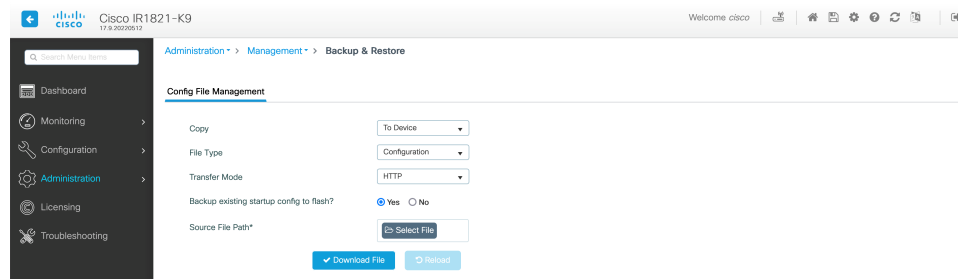 Cisco IR1821-K9
CISCO
17.9.20220512
Welcome cisco
Search Menu Items
Administration > Management > Backup & Restore
Dashboard
Config File Management
Monitoring
Copy To Device
Configuration
File Type Configuration
Administration
Transfer Mode HTTP
Licensing
Backup existing startup config to flash? Yes No
Troubleshooting
Source File Path* Select File
Download File Reload